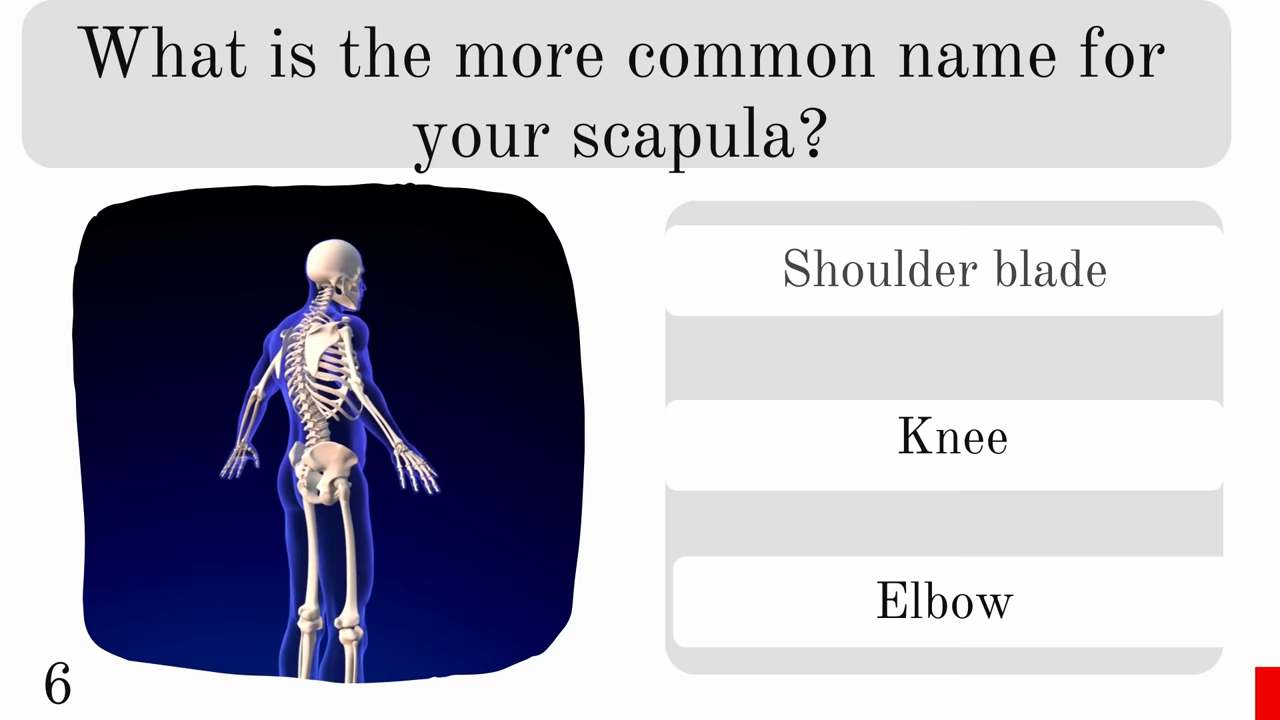 What is the more common name for
your scapula?
Shoulder blade
Knee
Elbow
6